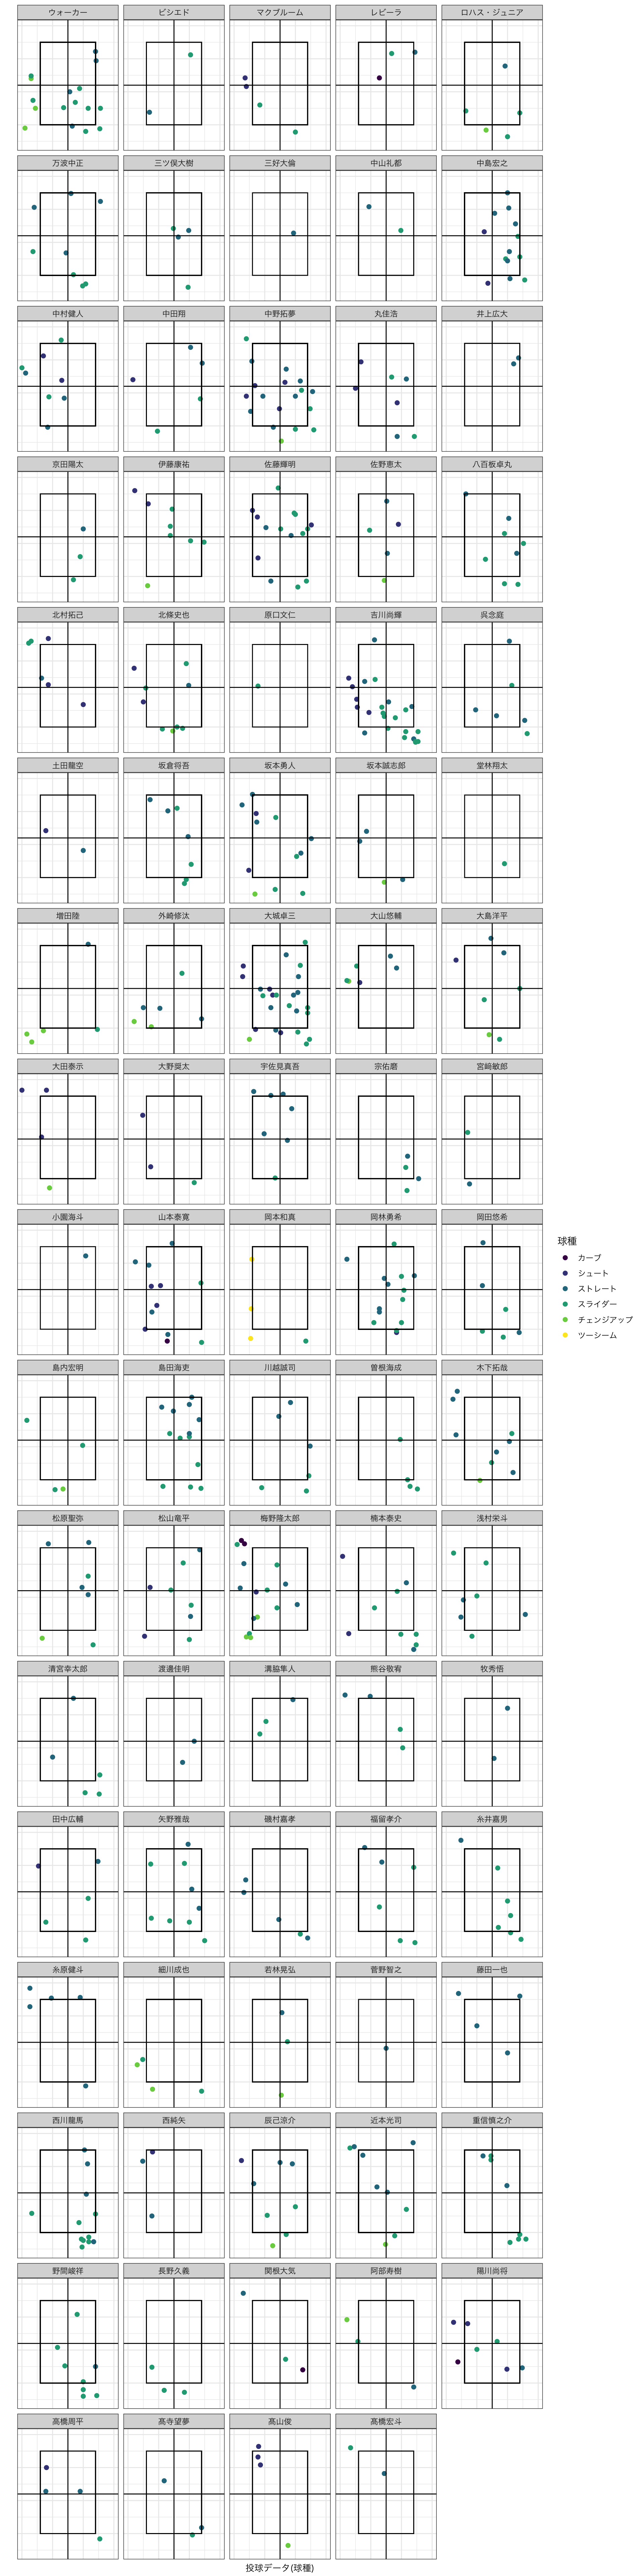 ウォーカー
ビシエド
マクブルーム
レビーラ
ロハス・ジュニア
万波中正
三ツ俣大樹
三好大倫
中山礼都
中島宏之
中村健人
中田翔
中野拓夢
丸佳浩
井上広大
京田陽太
伊藤康祐
佐藤輝明
佐野恵太
八百板卓丸
北村拓己
北條史也
原口文仁
吉川尚輝
呉念庭
土田龍空
坂倉将吾
坂本勇人
坂本誠志郎
堂林翔太
増田陸
外崎修汰
大城卓三
大山悠輔
大島洋平
大田泰示
大野奨太
宇佐見真吾
宗佑磨
宮﨑敏郎
小園海斗
山本泰寛
岡本和真
岡林勇希
岡田悠希
島内宏明
島田海吏
川越誠司
曽根海成
木下拓哉
松原聖弥
松山竜平
梅野隆太郎
楠本泰史
浅村栄斗
清宮幸太郎
渡邊佳明
溝脇隼人
熊谷敬宥
牧秀悟
田中広輔
矢野雅哉
磯村嘉孝
福留孝介
糸井嘉男
糸原健斗
細川成也
若林晃弘
菅野智之
藤田一也
西川龍馬
西純矢
辰己涼介
近本光司
重信慎之介
野間峻祥
長野久義
関根大気
阿部寿樹
陽川尚将
高橋周平
髙寺望夢
髙山俊
髙橋宏斗
球種
カーブ
シュート
ストレート
スライダー
チェンジアップ
ツーシーム
投球データ(球種)